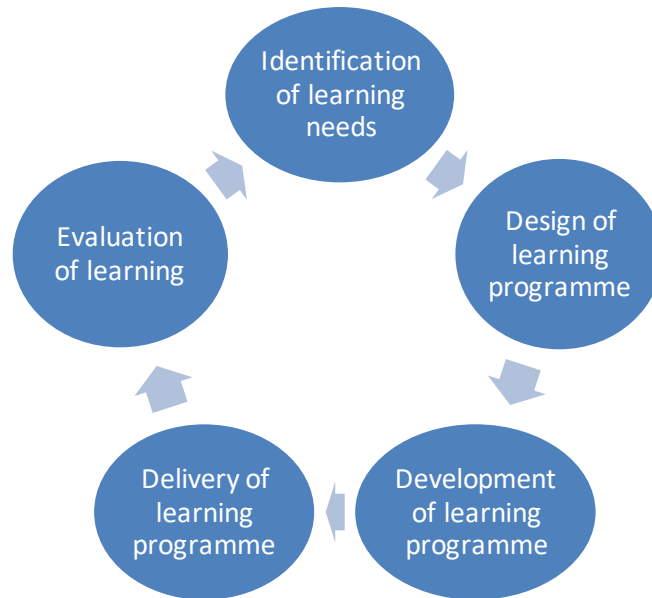 Identification
of learning
needs
Design of
learning
programme
Development
of learning
programme
Delivery of
learning
programme
Evaluation
of learning